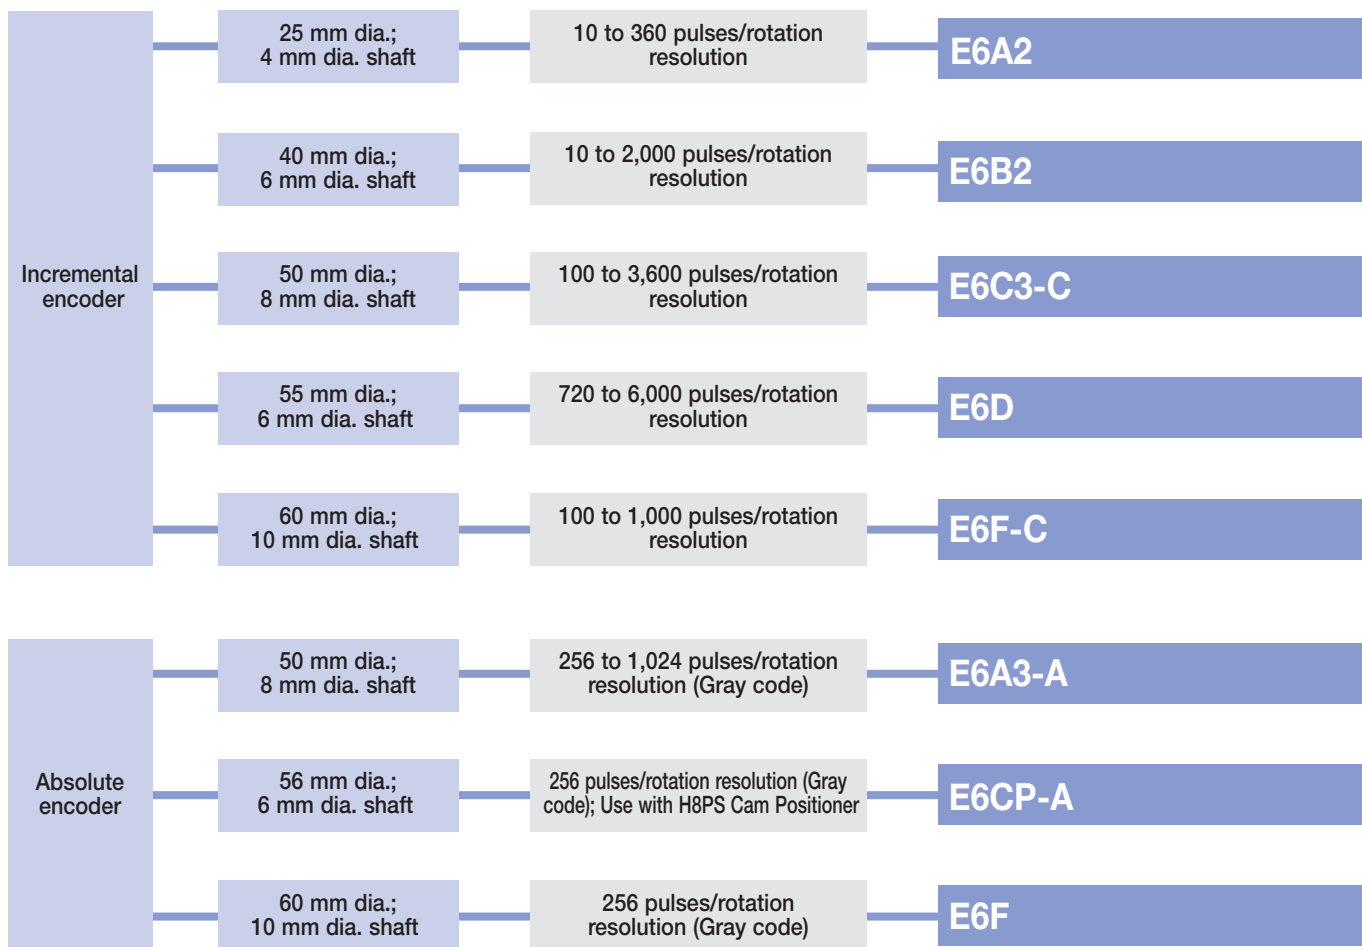 Incremental
encoder
25 mm dia.;
4 mm dia. shaft
10 to 360 pulses/rotation
resolution
E6A2
40 mm dia.;
6 mm dia. shaft
10 to 2,000 pulses/rotation
resolution
E6B2
50 mm dia.;
8 mm dia. shaft
100 to 3,600 pulses/rotation
resolution
E6C3-C
55 mm dia.;
6 mm dia. shaft
720 to 6,000 pulses/rotation
resolution
E6D
60 mm dia.;
10 mm dia. shaft
100 to 1,000 pulses/rotation
resolution
E6F-C
Absolute
encoder
50 mm dia.;
8 mm dia. shaft
256 to 1,024 pulses/rotation
resolution (Gray code)
E6A3-A
56 mm dia.;
6 mm dia. shaft
256 pulses/rotation resolution (Gray
code); Use with H8PS Cam Positioner
E6CP-A
60 mm dia.;
10 mm dia. shaft
256 pulses/rotation
resolution (Gray code)
E6F